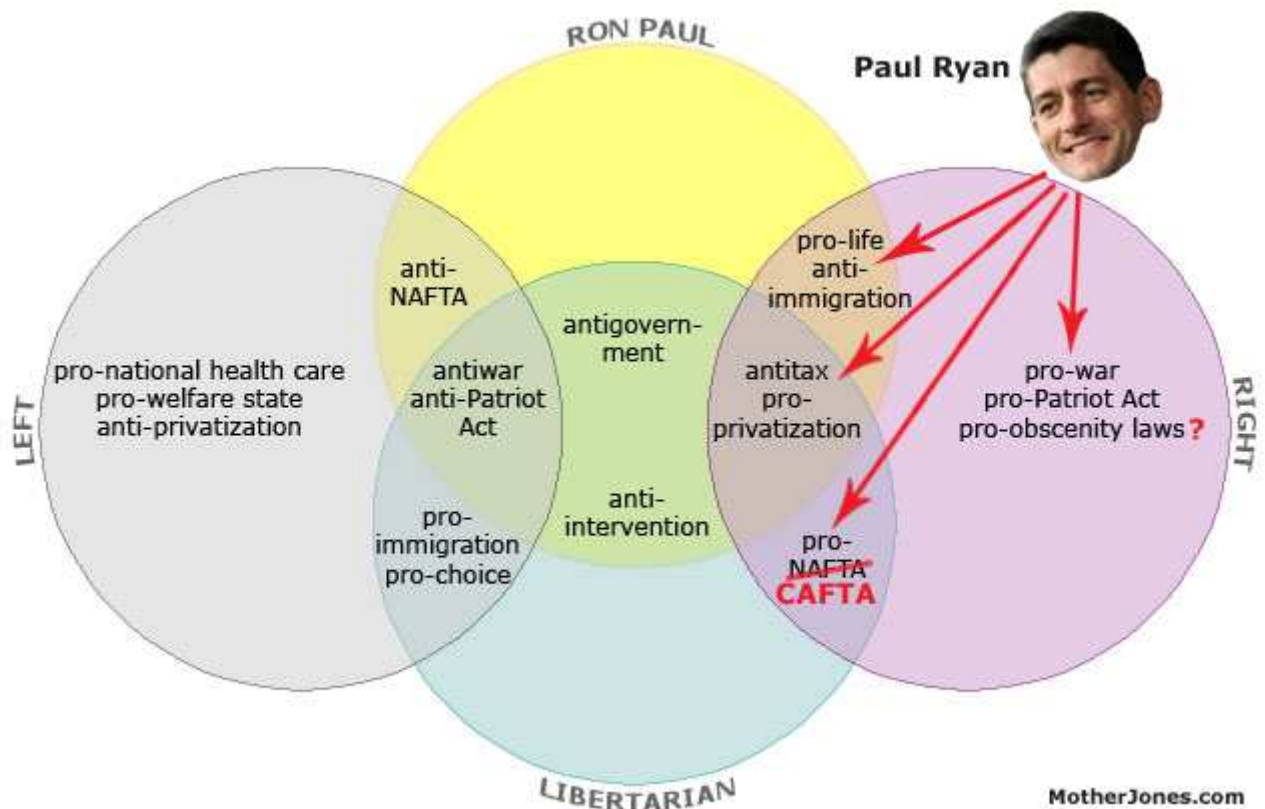 RON PAUL
Paul Ryan
LEFT
RIGHT
pro-life
anti-
immigration
anti-
NAFTA
antigovern-
ment
pro-national health care
pro-welfare state
anti-privatization
antiwar
anti-Patriot
Act
antitax
pro-
privatization
pro-war
pro-Patriot Act
pro-obscenity laws ?
anti-
intervention
pro-
immigration
pro-choice
pro-
NAFTA
CAFTA
LIBERTARIAN
MotherJones.com